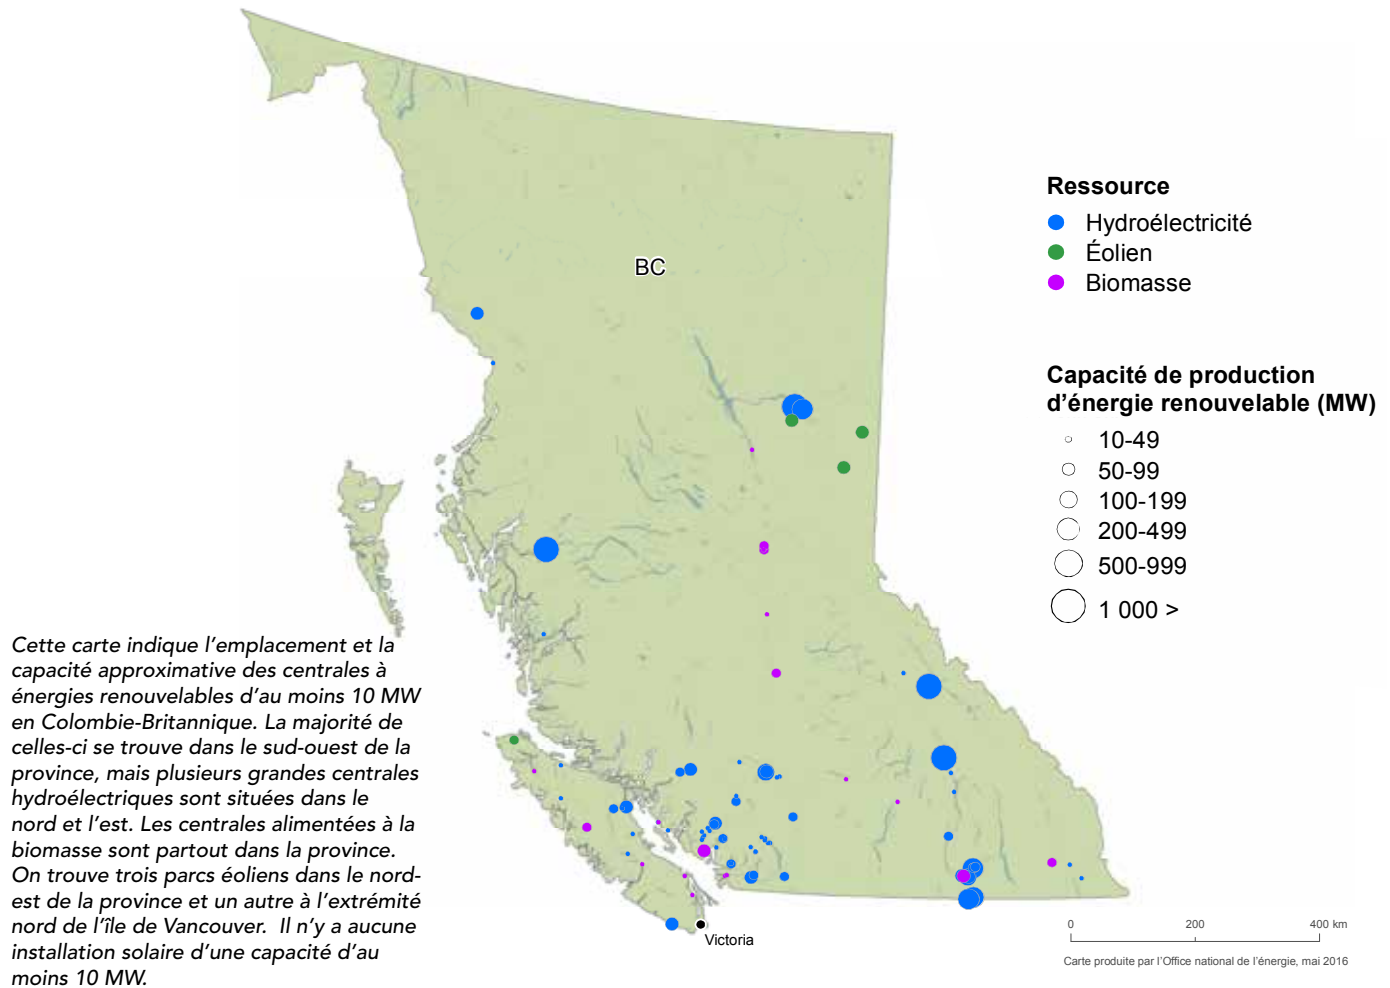 BC
Ressource
Hydroélectricité
Éolien
Biomasse
Capacité de production
d’énergie renouvelable (MW)
10-49
50-99
100-199
200-499
500-999
1 000 >
Cette carte indique l’emplacement et la
capacité approximative des centrales à
énergies renouvelables d’au moins 10 MW
en Colombie-Britannique. La majorité de
celles-ci se trouve dans le sud-ouest de la
province, mais plusieurs grandes centrales
hydroélectriques sont situées dans le
nord et l’est. Les centrales alimentées à la
biomasse sont partout dans la province.
On trouve trois parcs éoliens dans le nord-
est de la province et un autre à l’extrémité
nord de l’île de Vancouver. Il n’y a aucune
installation solaire d’une capacité d’au
moins 10 MW.
Victoria
0 200 400 km
Carte produite par l’Office national de l’énergie, mai 2016